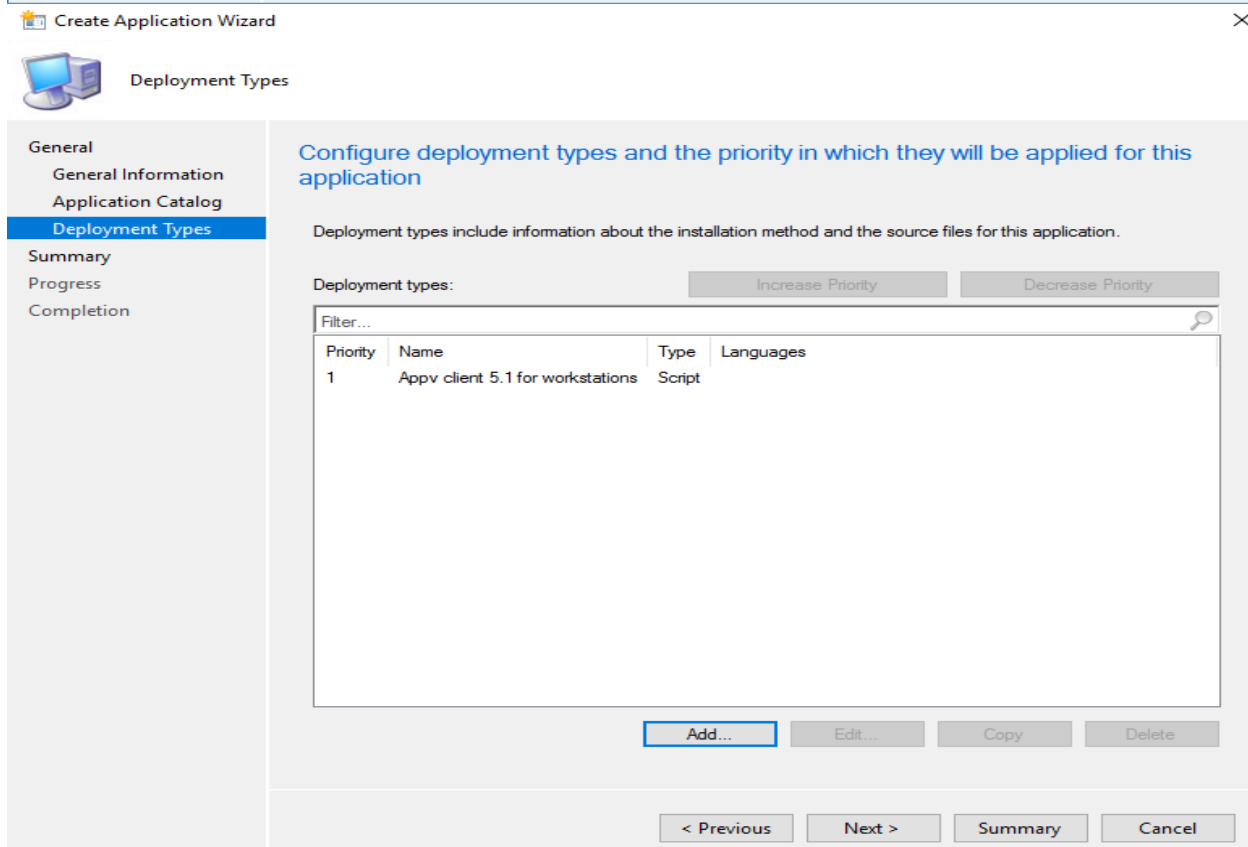 Create Application Wizard
Deployment Types
General
General Information
Application Catalog
Deployment Types
Summary
Progress
Completion
Configure deployment types and the priority in which they will be applied for this
application
Deployment types include information about the installation method and the source files for this application.
Deployment types: Increase Priority Decrease Priority
Filter...
Priority Name Type Languages
1 Appv client 5.1 for workstations Script
Add... Edit... Copy Delete
< Previous Next > Summary Cancel